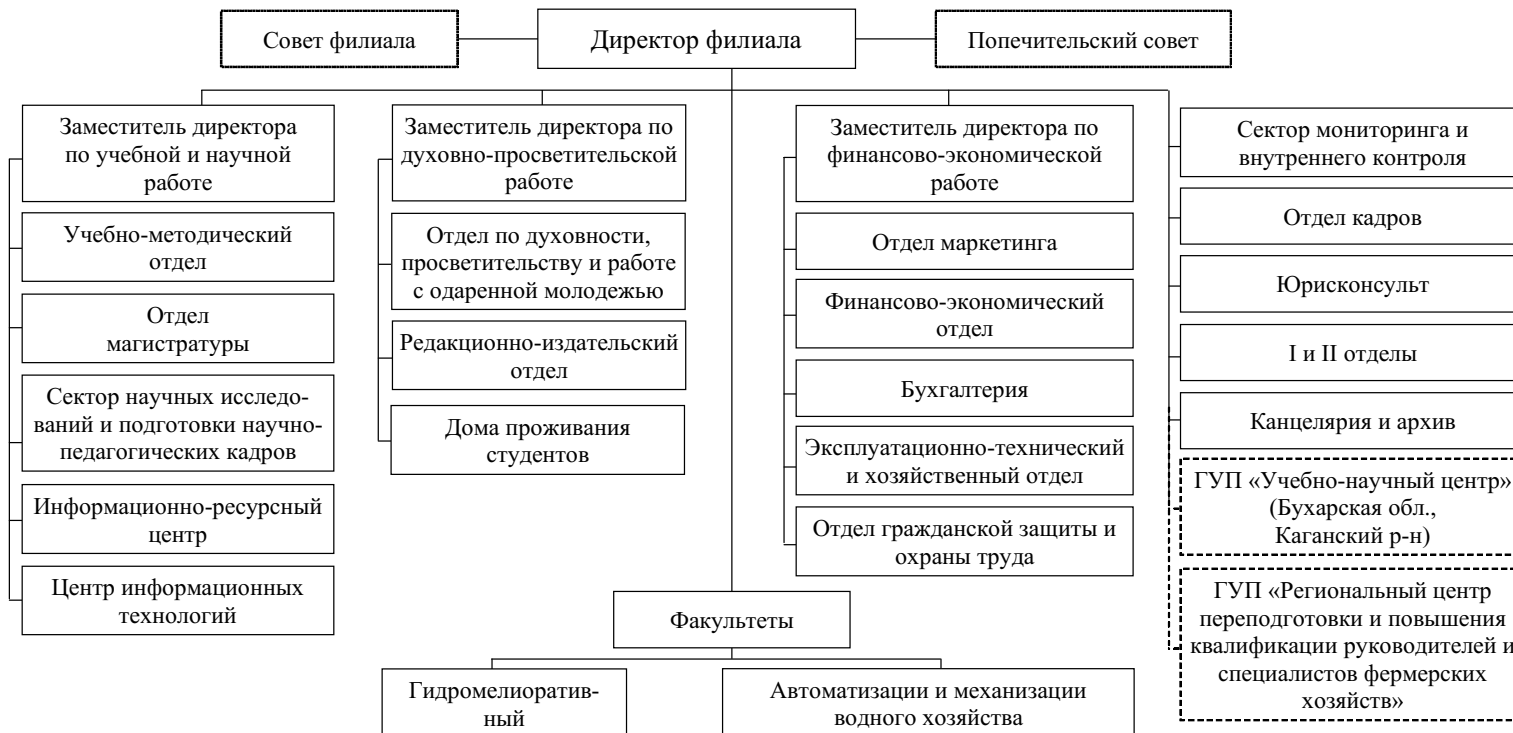 Совет филиала
Директор филиала
Попечительский совет
Заместитель директора
по учебной и научной
работе
Учебно-методический
отдел
Отдел
магистратуры
Сектор научных исследо-
ваний и подготовки научно-
педагогических кадров
Информационно-ресурсный
центр
Центр информационных
технологий
Заместитель директора по
духовно-просветительской
работе
Отдел по духовности,
просветительству и работе
с одаренной молодежью
Редакционно-издательский
отдел
Дома проживания
студентов
Заместитель директора по
финансово-экономической
работе
Отдел маркетинга
Финансово-экономический
отдел
Бухгалтерия
Эксплуатационно-технический
и хозяйственный отдел
Отдел гражданской защиты и
охраны труда
Сектор мониторинга и
внутреннего контроля
Отдел кадров
Юрисконсульт
I и II отделы
Канцелярия и архив
ГУП «Учебно-научный центр»
(Бухарская обл.,
Каганский р-н)
ГУП «Региональный центр
переподготовки и повышения
квалификации руководителей и
специалистов фермерских
хозяйств»
Факультеты
Гидромелиоратив-
ный
Автоматизации и механизации
водного хозяйства